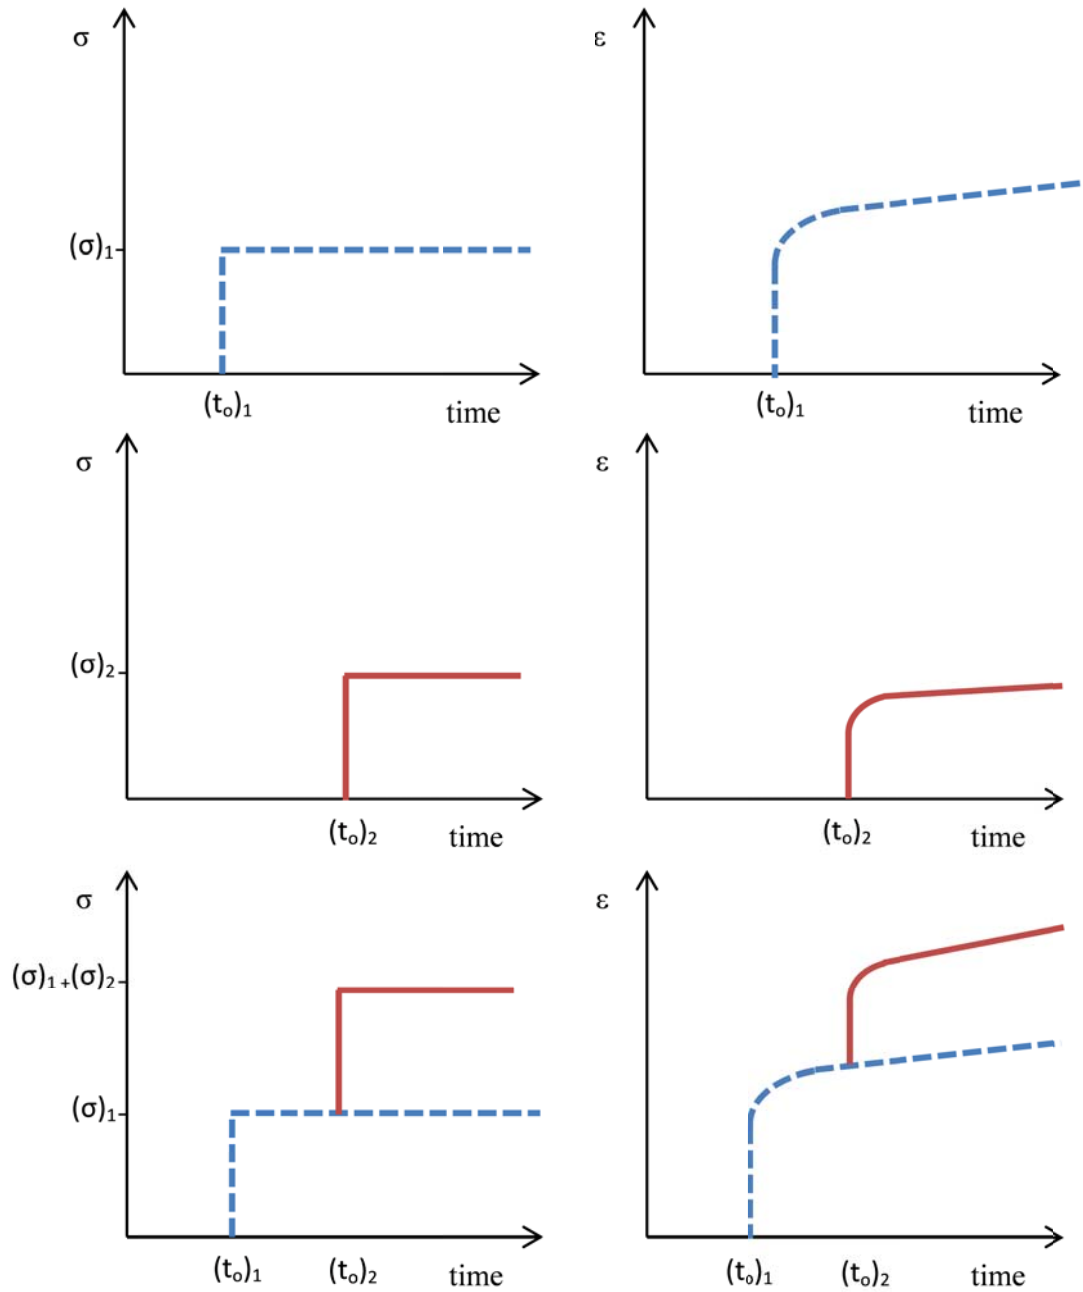 σ
ε
(σ)₁
(tₒ)₁
time
(tₒ)₁
time
σ
ε
(σ)₂
(tₒ)₂
time
(tₒ)₂
time
σ
ε
(σ)₁₊(σ)₂
(σ)₁
(tₒ)₁
(tₒ)₂
time
(t₀)₁
(tₒ)₂
time